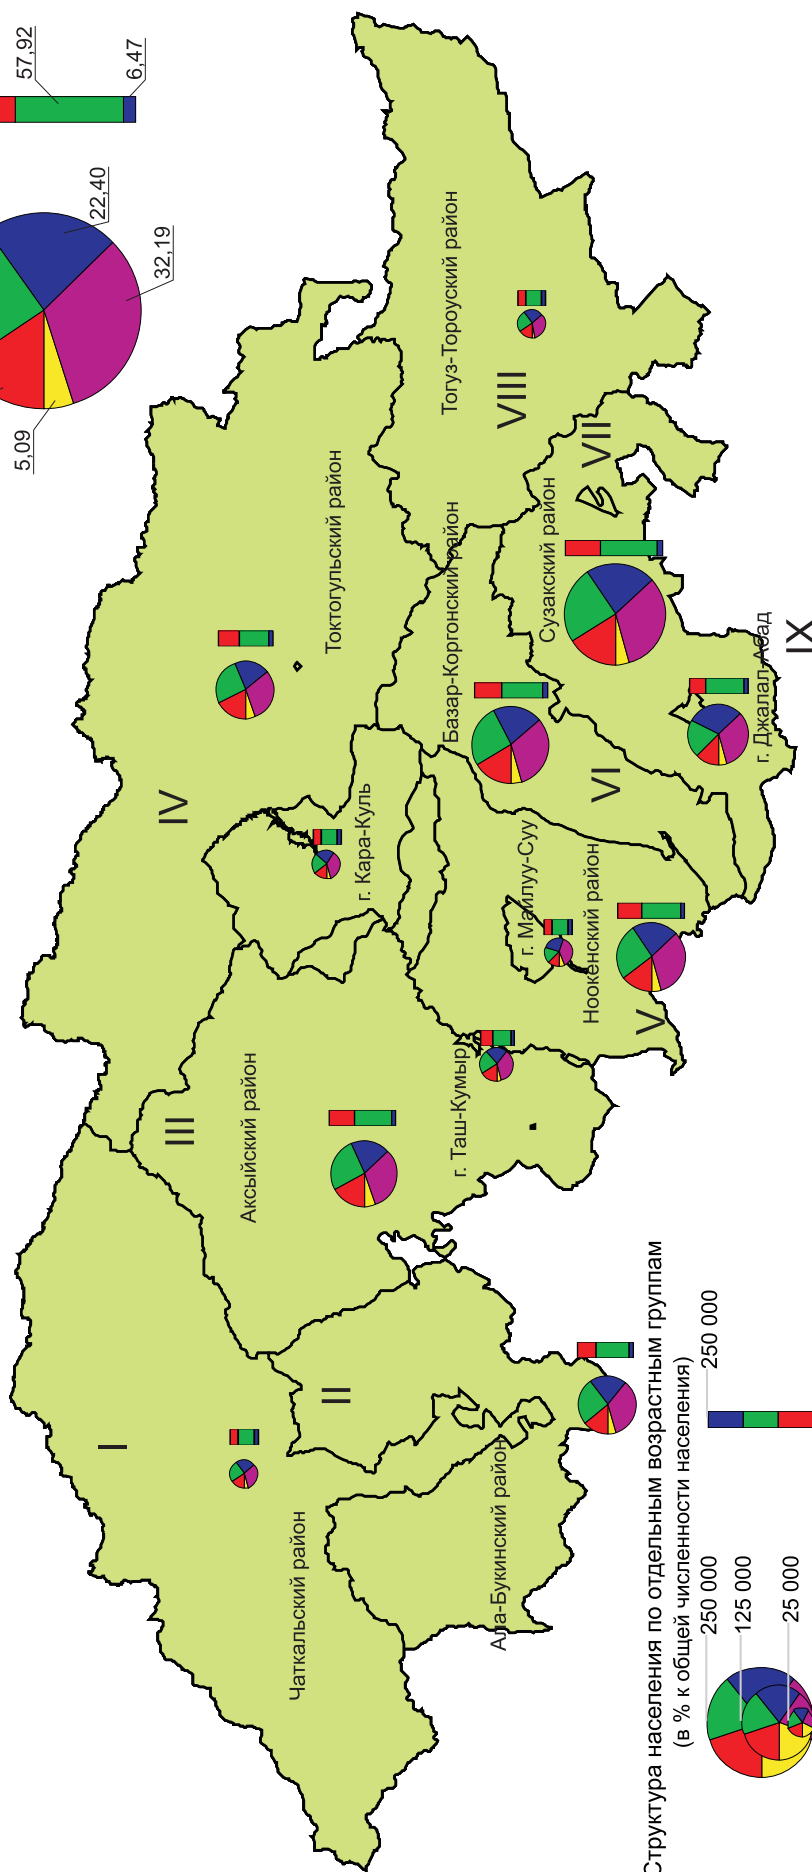 57,92
6,47
22,40
32,19
5,09
Тогуз-Тороуский район
VIII
VII
Токтогульский район
Базар-Коргонский район
Сузакский район
г. Джалал-Абад
IX
IV
г. Кара-Куль
VI
г. Майлуу-Суу
Ноокенский район
V
III
Аксыйский район
г. Таш-Кумыр
I
II
Чаткальский район
Ала-Букинский район
Структура населения по отдельным возрастным группам
(в % к общей численности населения)
250 000
125 000
25 000
250 000